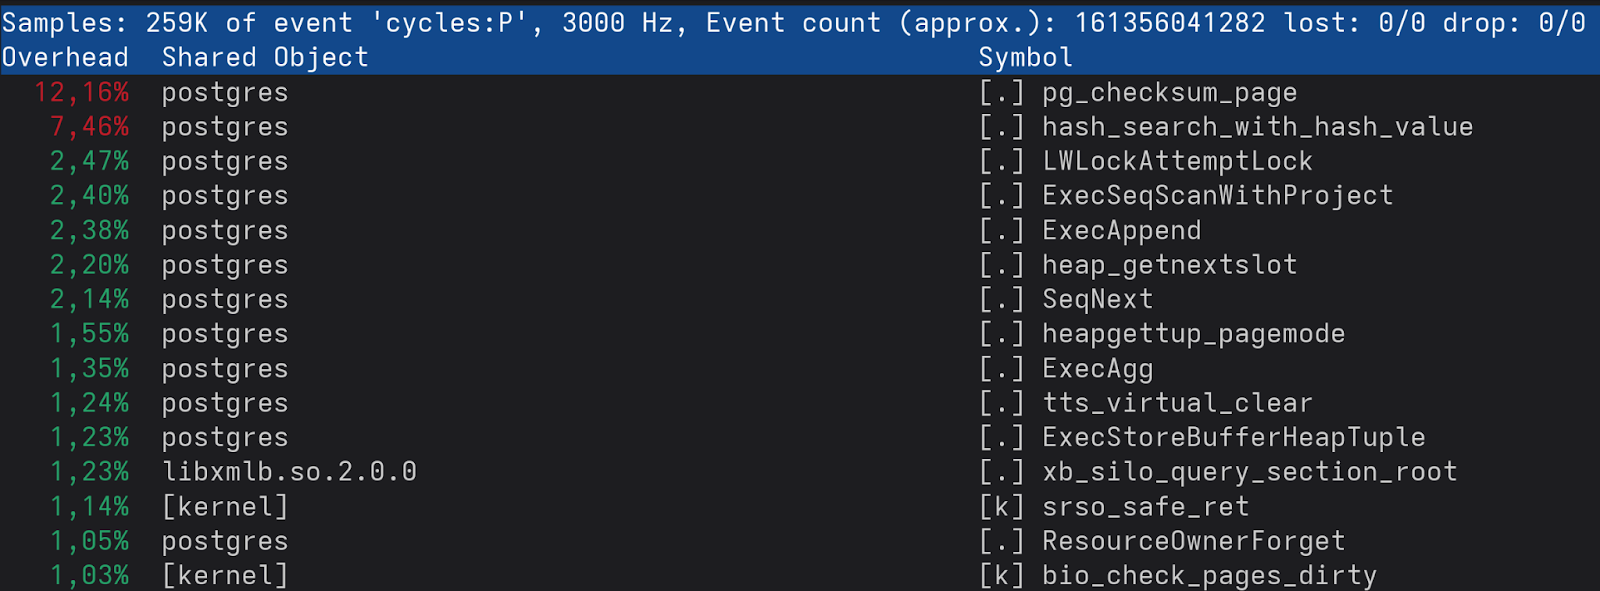 Samples: 259K of event 'cycles:P', 3000 Hz, Event count (approx.): 161356041282 lost: 0/0 drop: 0/0
Overhead  Shared Object  Symbol
12,16%  postgres  [.] pg_checksum_page
7,46%  postgres  [.] hash_search_with_hash_value
2,47%  postgres  [.] LWLockAttemptLock
2,40%  postgres  [.] ExecSeqScanWithProject
2,38%  postgres  [.] ExecAppend
2,20%  postgres  [.] heap_getnextslot
2,14%  postgres  [.] SeqNext
1,55%  postgres  [.] heapgettup_pagemode
1,35%  postgres  [.] ExecAgg
1,24%  postgres  [.] tts_virtual_clear
1,23%  postgres  [.] ExecStoreBufferHeapTuple
1,23%  libxmlb.so.2.0.0  [.] xb_silo_query_section_root
1,14%  [kernel]  [k] srso_safe_ret
1,05%  postgres  [.] ResourceOwnerForget
1,03%  [kernel]  [k] bio_check_pages_dirty